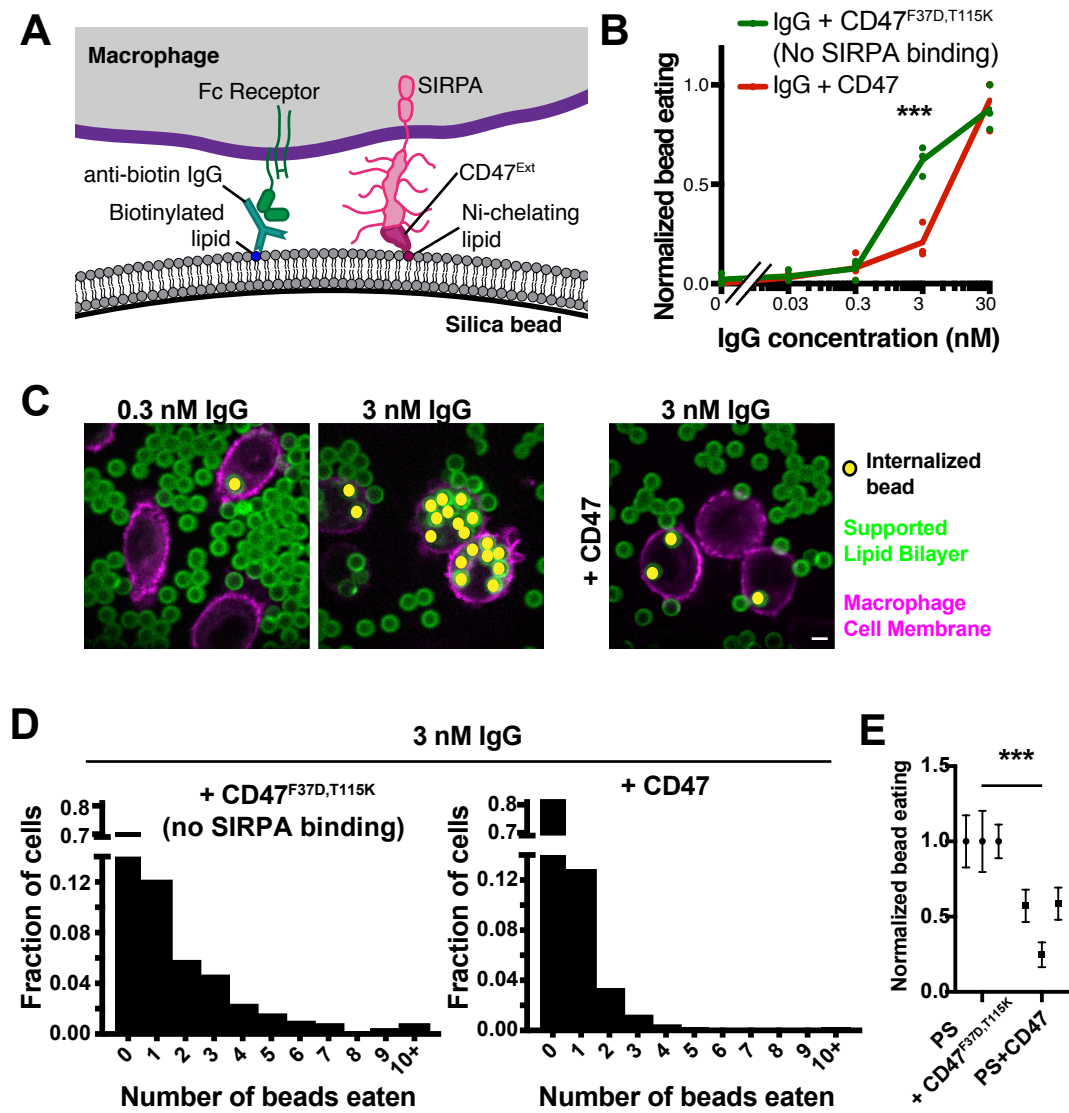 A
Macrophage
Fc Receptor
SIRPA
anti-biotin IgG
CD47Ext
Biotinylated
lipid
Ni-chelating
lipid
Silica bead
B
IgG + CD47F37D,T115K
(No SIRPA binding)
IgG + CD47
***
Normalized bead eating
1.0
0.5
0.0
0
0.03
0.3
3
30
IgG concentration (nM)
C
0.3 nM IgG
3 nM IgG
3 nM IgG
+ CD47
Internalized
bead
Supported
Lipid Bilayer
Macrophage
Cell Membrane
D
3 nM IgG
+ CD47F37D,T115K
(no SIRPA binding)
Fraction of cells
0.8
0.7
0.12
0.08
0.04
0.00
0 1 2 3 4 5 6 7 8 9 10+
Number of beads eaten
+ CD47
Fraction of cells
0.8
0.7
0.12
0.08
0.04
0.00
0 1 2 3 4 5 6 7 8 9 10+
Number of beads eaten
E
***
Normalized bead eating
1.5
1.0
0.5
0.0
PS
+ CD47F37D,T115K
PS+CD47